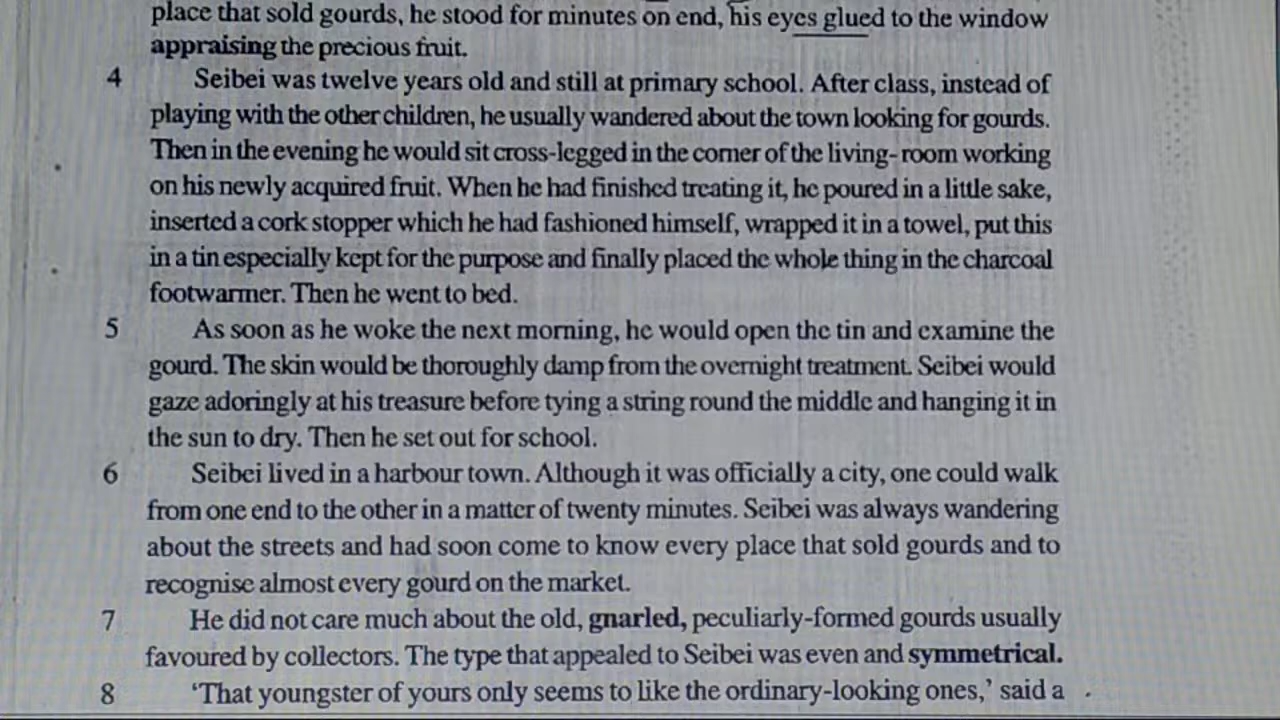 place that sold gourds, he stood for minutes on end, his eyes glued to the window
appraising the precious fruit.
4 Seibei was twelve years old and still at primary school. After class, instead of
playing with the other children, he usually wandered about the town looking for gourds.
Then in the evening he would sit cross-legged in the corner of the living- room working
on his newly acquired fruit. When he had finished treating it, he poured in a little sake,
inserted a cork stopper which he had fashioned himself, wrapped it in a towel, put this
in a tin especially kept for the purpose and finally placed the whole thing in the charcoal
footwarmer. Then he went to bed.
5 As soon as he woke the next morning, he would open the tin and examine the
gourd. The skin would be thoroughly damp from the overnight treatment. Seibei would
gaze adoringly at his treasure before tying a string round the middle and hanging it in
the sun to dry. Then he set out for school.
6 Seibei lived in a harbour town. Although it was officially a city, one could walk
from one end to the other in a matter of twenty minutes. Seibei was always wandering
about the streets and had soon come to know every place that sold gourds and to
recognise almost every gourd on the market.
7 He did not care much about the old, gnarled, peculiarly-formed gourds usually
favoured by collectors. The type that appealed to Seibei was even and symmetrical.
8 ‘That youngster of yours only seems to like the ordinary-looking ones,’ said a